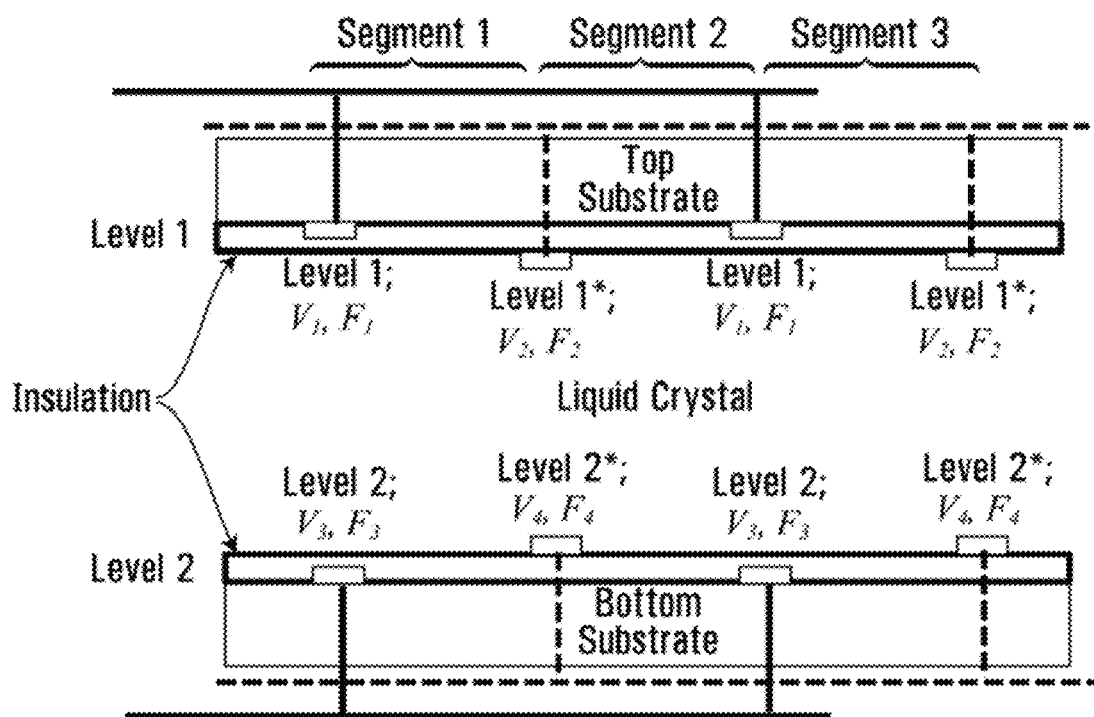 Segment 1 Segment 2 Segment 3
Top
Substrate
Level 1
Level 1; Level 1*; Level 1; Level 1*;
V1, F1 V2, F2 V1, F1 V2, F2
Insulation Liquid Crystal
Level 2; Level 2*; Level 2; Level 2*;
V3, F3 V4, F4 V3, F3 V4, F4
Level 2
Bottom
Substrate